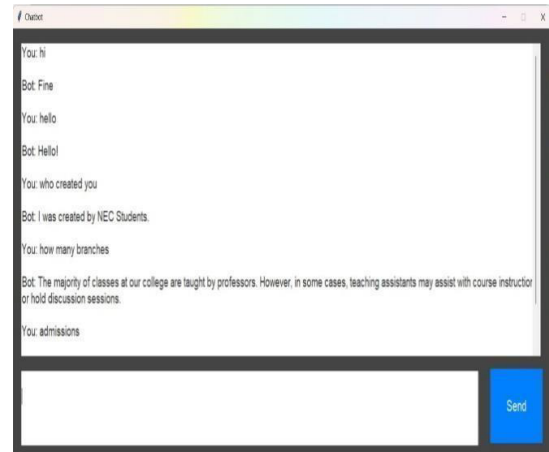 Chatbot
You: hi
Bot: Fine
You: hello
Bot: Hello!
You: who created you
Bot: I was created by NEC Students.
You: how many branches
Bot: The majority of classes at our college are taught by professors. However, in some cases, teaching assistants may assist with course instruction
or hold discussion sessions.
You: admissions
Send